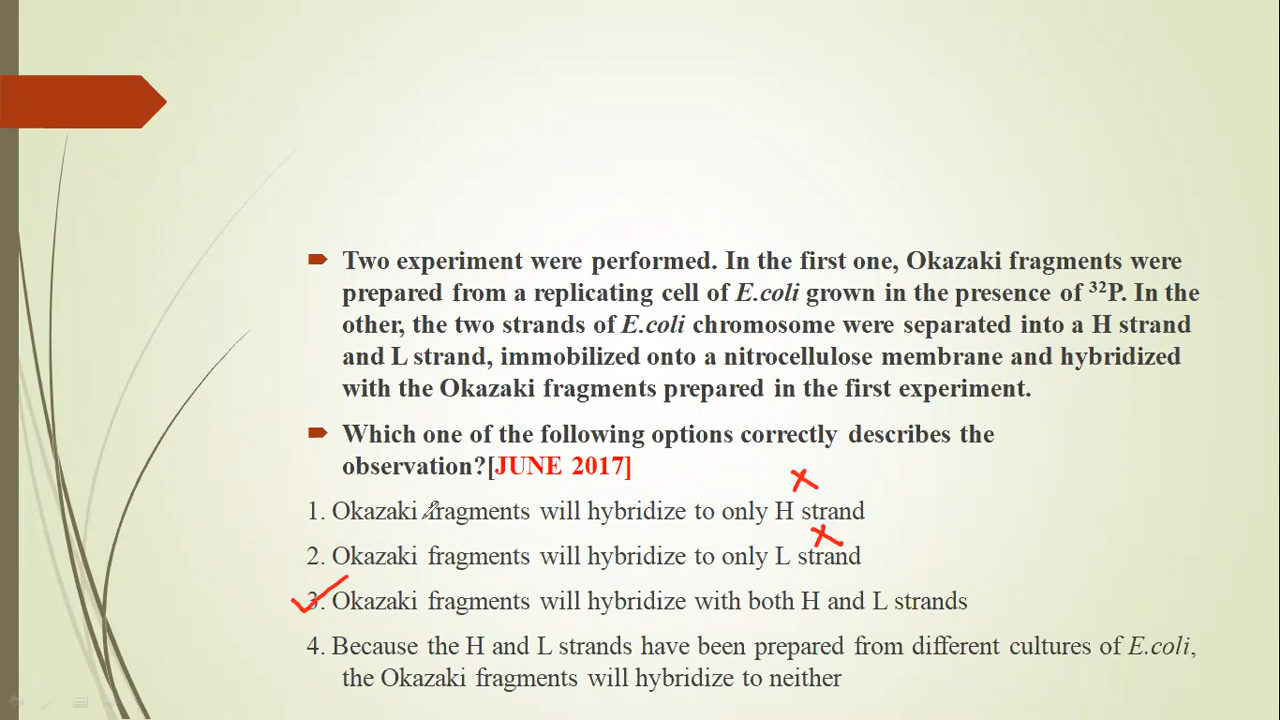 Two experiment were performed. In the first one, Okazaki fragments were
prepared from a replicating cell of E.coli grown in the presence of ³²P. In the
other, the two strands of E.coli chromosome were separated into a H strand
and L strand, immobilized onto a nitrocellulose membrane and hybridized
with the Okazaki fragments prepared in the first experiment.
Which one of the following options correctly describes the
observation?[JUNE 2017]
1. Okazaki fragments will hybridize to only H strand
2. Okazaki fragments will hybridize to only L strand
3. Okazaki fragments will hybridize with both H and L strands
4. Because the H and L strands have been prepared from different cultures of E.coli,
the Okazaki fragments will hybridize to neither